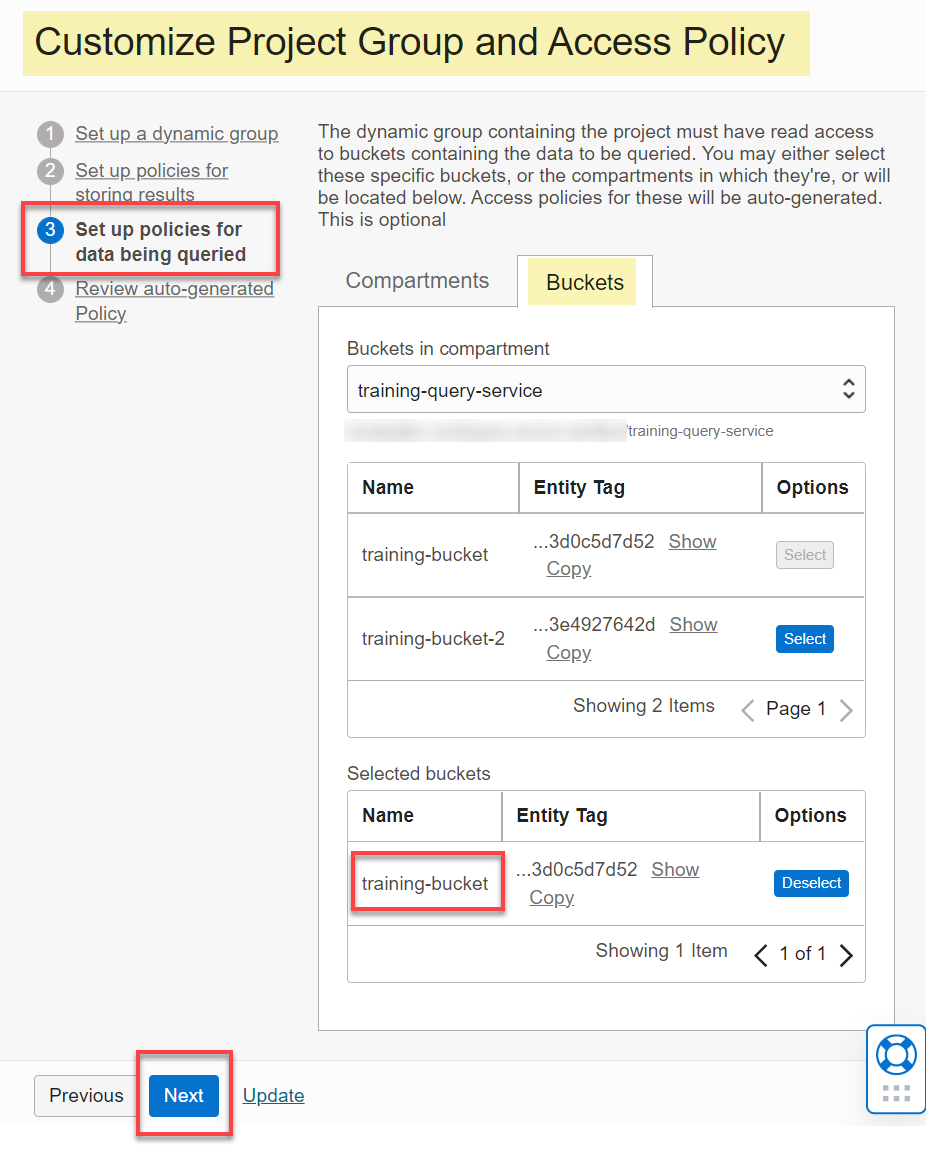 Customize Project Group and Access Policy
1 Set up a dynamic group
2 Set up policies for
storing results
3 Set up policies for
data being queried
4 Review auto-generated
Policy
The dynamic group containing the project must have read access
to buckets containing the data to be queried. You may either select
these specific buckets, or the compartments in which they're, or will
be located below. Access policies for these will be auto-generated.
This is optional
Compartments Buckets
Buckets in compartment
training-query-service
/training-query-service
Name Entity Tag Options
training-bucket ...3d0c5d7d52 Show Copy Select
training-bucket-2 ...3e4927642d Show Copy Select
Showing 2 Items Page 1
Selected buckets
Name Entity Tag Options
training-bucket ...3d0c5d7d52 Show Copy Deselect
Showing 1 Item 1 of 1
Previous Next Update